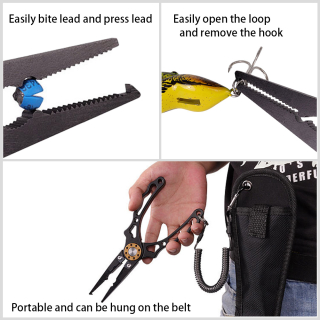 Easily bite lead and press lead
Easily open the loop
and remove the hook
Portable and can be hung on the belt